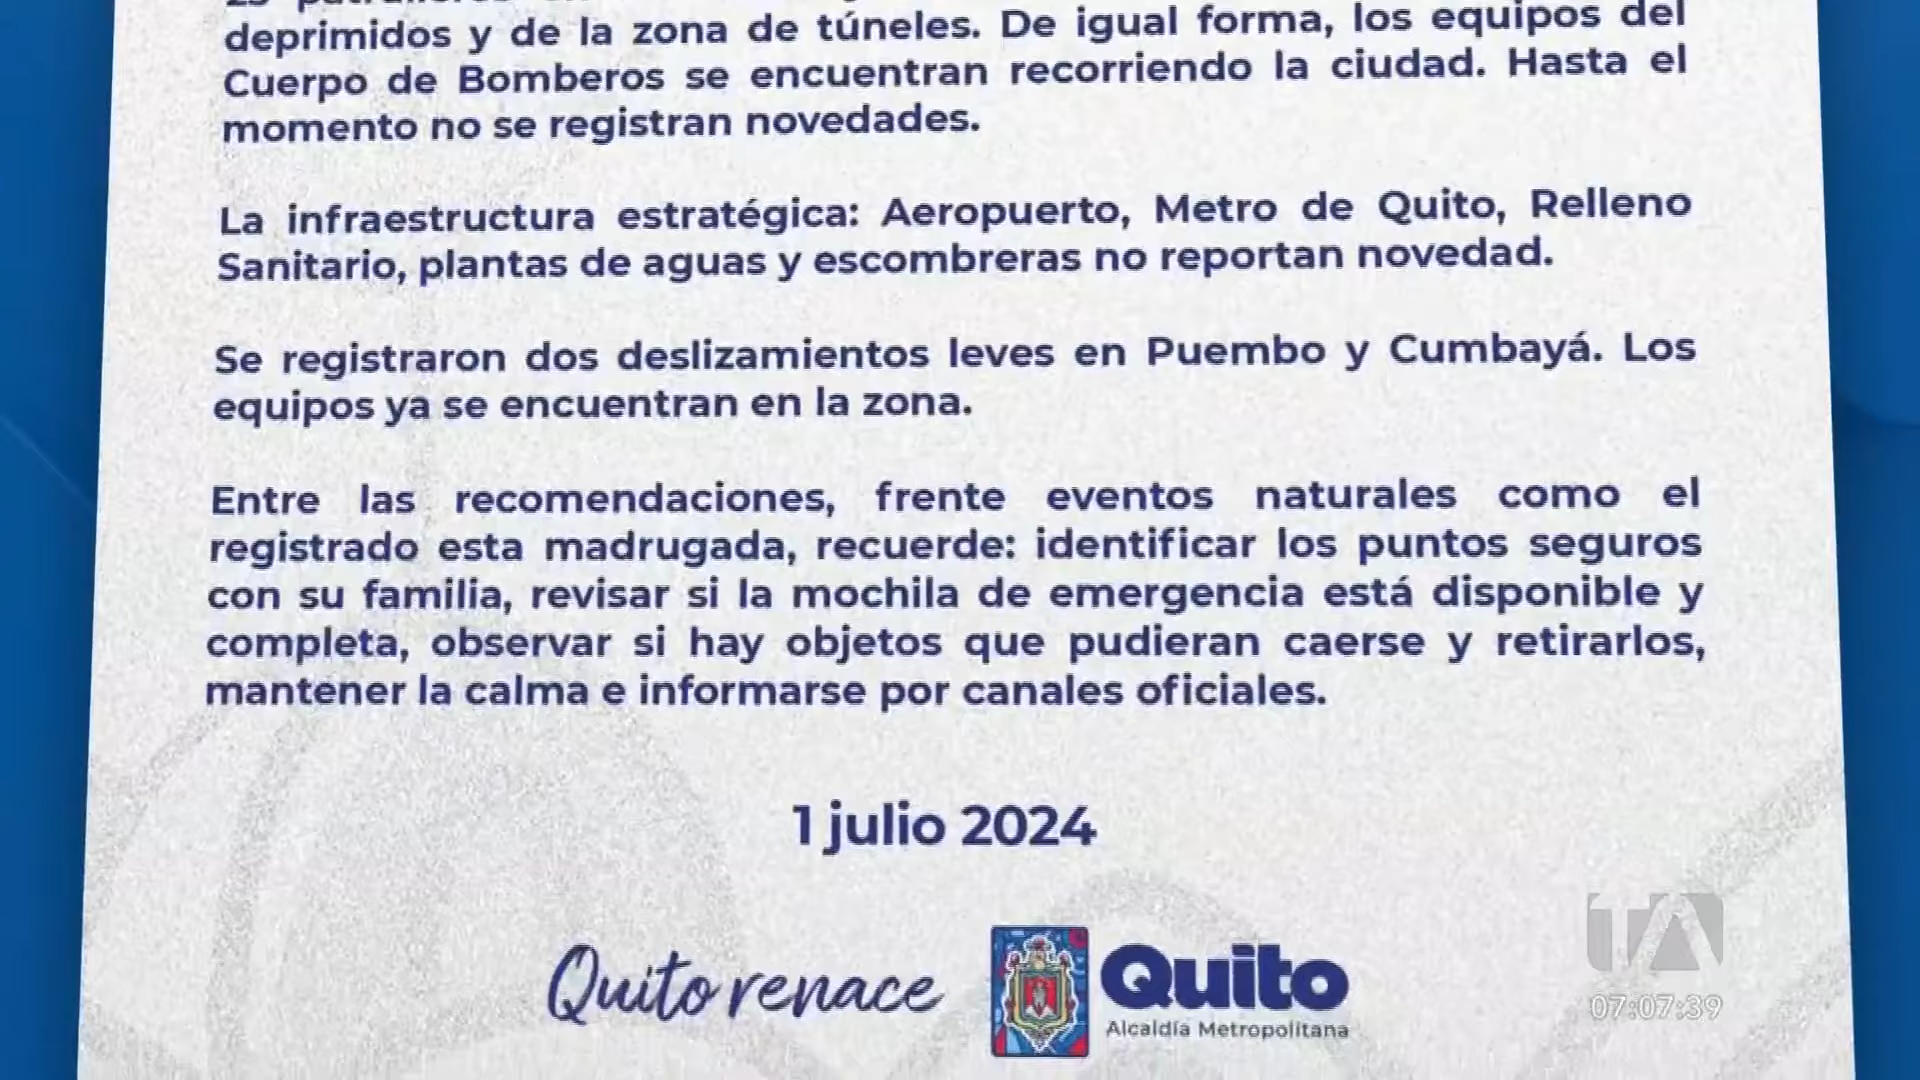 deprimidos y de la zona de túneles. De igual forma, los equipos del
Cuerpo de Bomberos se encuentran recorriendo la ciudad. Hasta el
momento no se registran novedades.
La infraestructura estratégica: Aeropuerto, Metro de Quito, Relleno
Sanitario, plantas de aguas y escombreras no reportan novedad.
Se registraron dos deslizamientos leves en Puembo y Cumbayá. Los
equipos ya se encuentran en la zona.
Entre las recomendaciones, frente eventos naturales como el
registrado esta madrugada, recuerde: identificar los puntos seguros
con su familia, revisar si la mochila de emergencia está disponible y
completa, observar si hay objetos que pudieran caerse y retirarlos,
mantener la calma e informarse por canales oficiales.
1 julio 2024
Quito renace
Quito
Alcaldía Metropolitana
TA
07:07:39